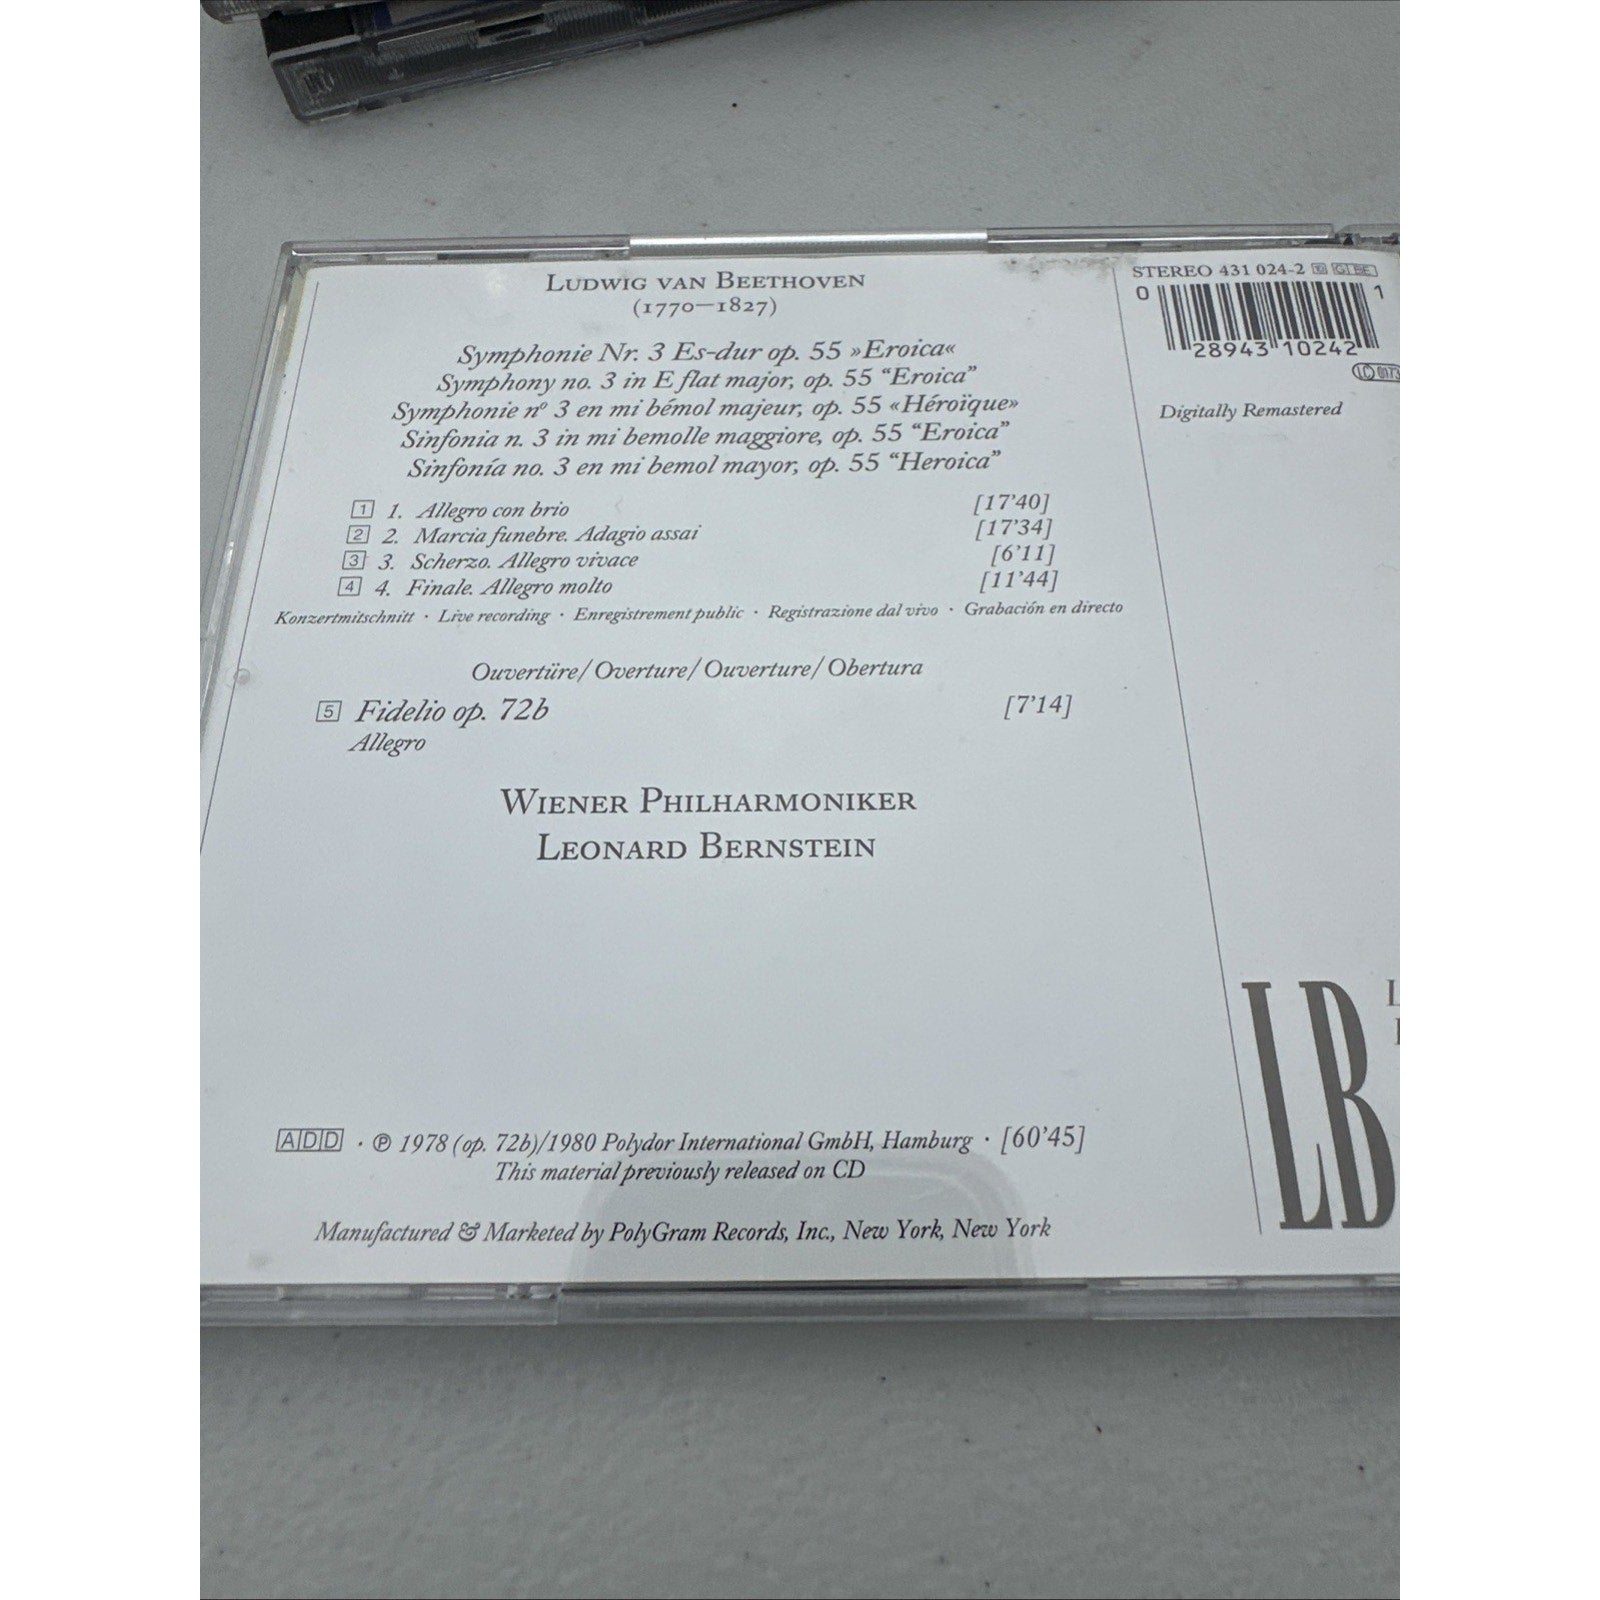 LUDWIG VAN BEETHOVEN
(1770–1827)
Symphonie Nr. 3 Es-dur op. 55 »Eroica«
Symphony no. 3 in E flat major, op. 55 “Eroica”
Symphonie nº 3 en mi bémol majeur, op. 55 «Héroïque»
Sinfonia n. 3 in mi bemolle maggiore, op. 55 “Eroica”
Sinfonía no. 3 en mi bemol mayor, op. 55 “Heroica”
1 1. Allegro con brio [17’40]
2 2. Marcia funebre. Adagio assai [17’34]
3 3. Scherzo. Allegro vivace [6’11]
4 4. Finale. Allegro molto [11’44]
Konzertmitschnitt · Live recording · Enregistrement public · Registrazione dal vivo · Grabación en directo
Ouvertüre/Overture/Ouverture/Obertura
5 Fidelio op. 72b [7’14]
Allegro
WIENER PHILHARMONIKER
LEONARD BERNSTEIN
ADD · ℗ 1978 (op. 72b)/1980 Polydor International GmbH, Hamburg · [60’45]
This material previously released on CD
Manufactured & Marketed by PolyGram Records, Inc., New York, New York
STEREO 431 024-2 GBE
0 28943 10242 1
Digitally Remastered
LB